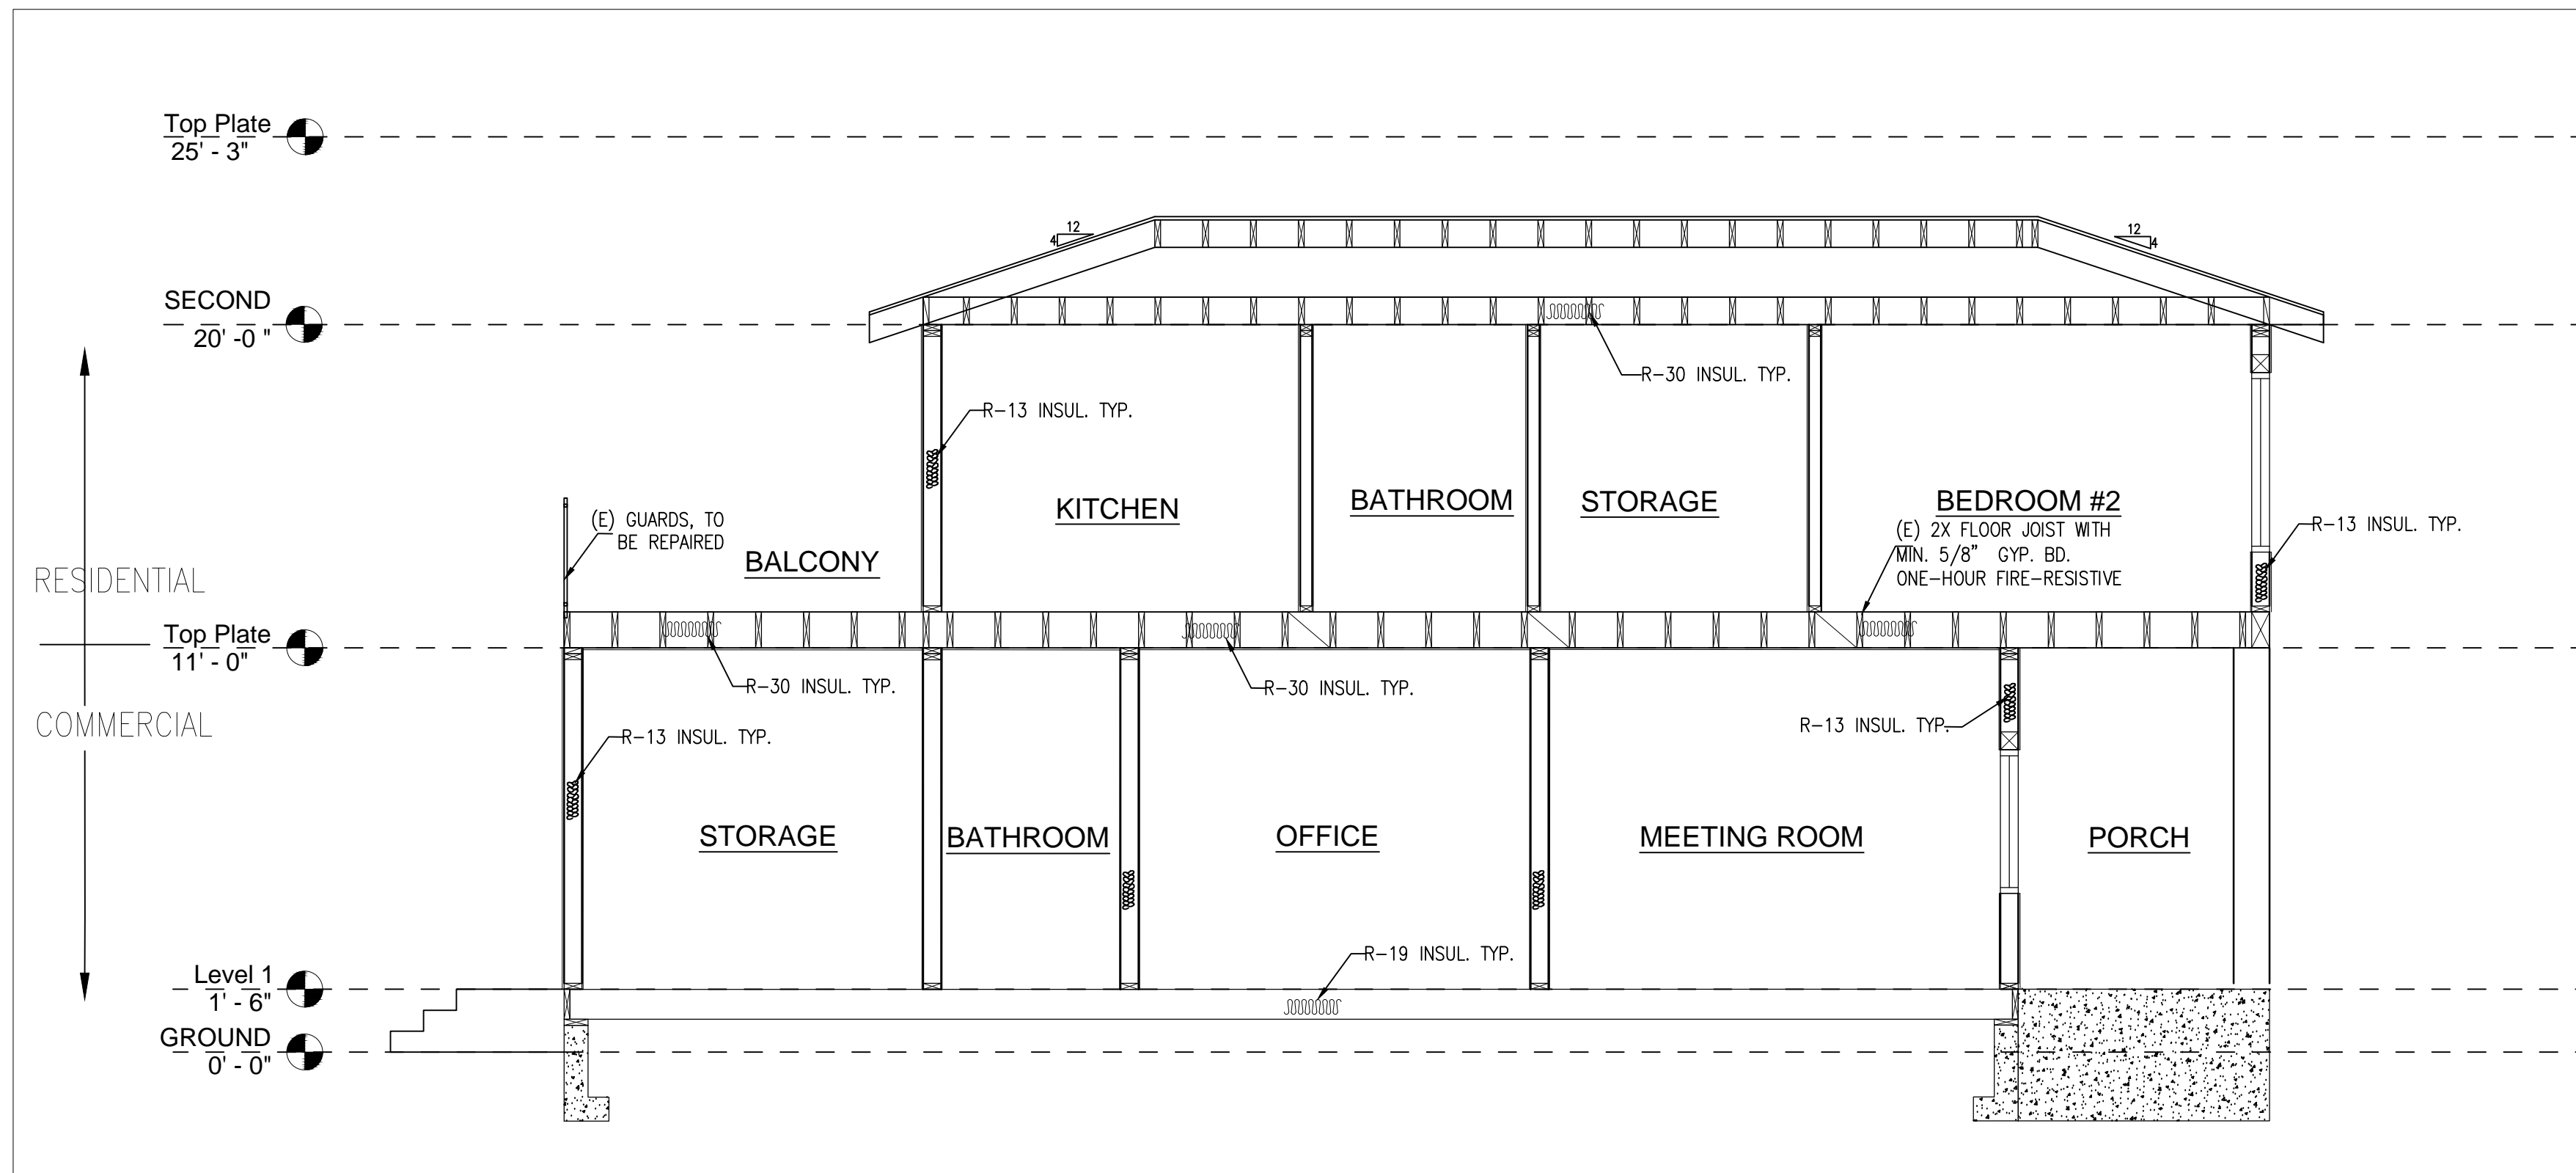 Top Plate
25' - 3"
12
4
12
4
SECOND
20' -0 "
R-30 INSUL. TYP.
R-13 INSUL. TYP.
KITCHEN
BATHROOM
STORAGE
BEDROOM #2
(E) GUARDS, TO
BE REPAIRED
BALCONY
(E) 2X FLOOR JOIST WITH
MIN. 5/8" GYP. BD.
ONE-HOUR FIRE-RESISTIVE
R-13 INSUL. TYP.
RESIDENTIAL
Top Plate
11' - 0"
COMMERCIAL
R-30 INSUL. TYP.
R-30 INSUL. TYP.
R-13 INSUL. TYP.
R-13 INSUL. TYP.
STORAGE
BATHROOM
OFFICE
MEETING ROOM
PORCH
R-19 INSUL. TYP.
Level 1
1' - 6"
GROUND
0' - 0"